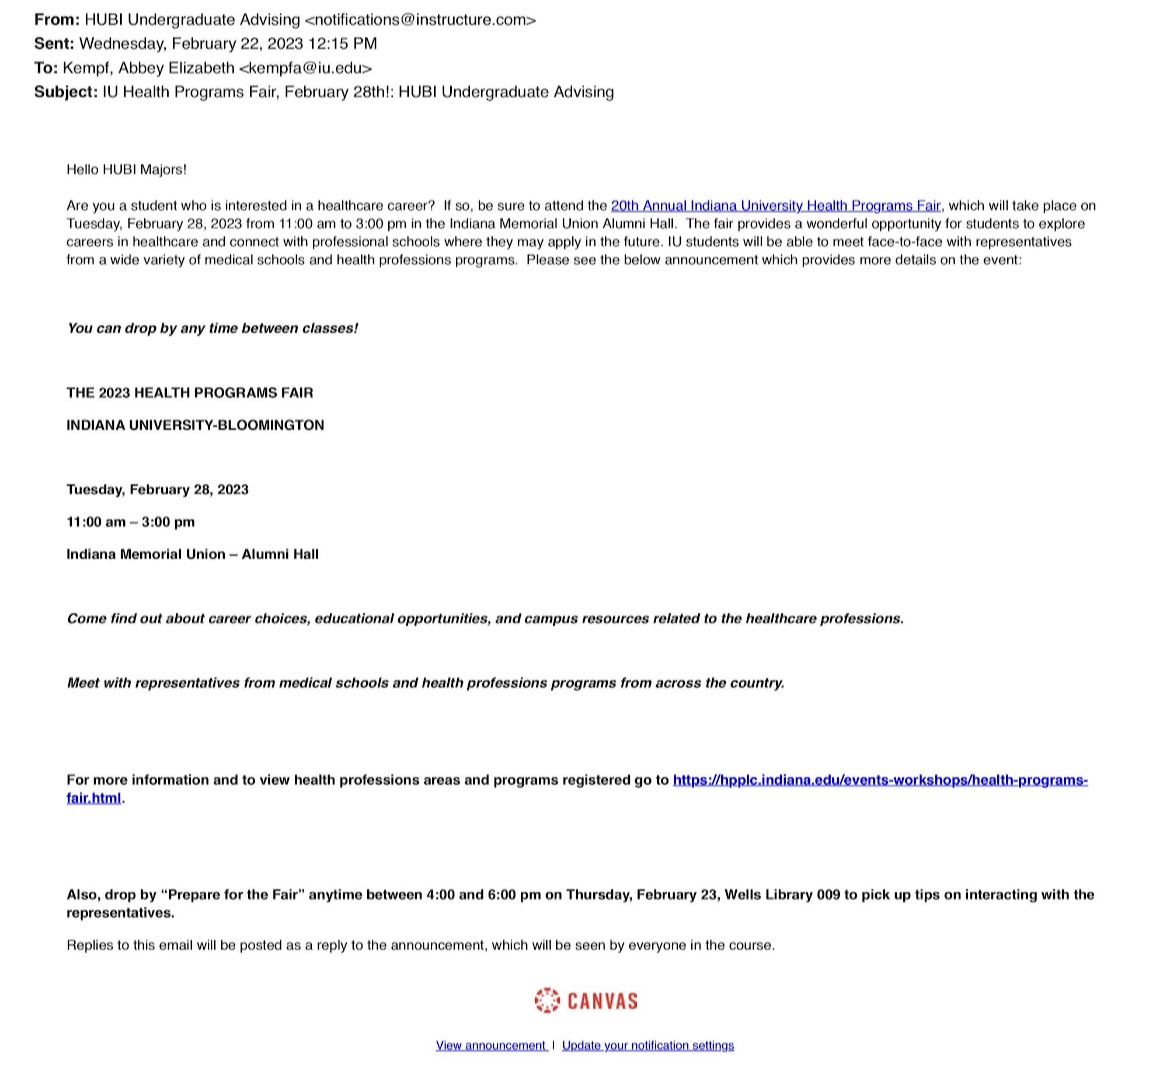 From: HUBI Undergraduate Advising <notifications@instructure.com>
Sent: Wednesday, February 22, 2023 12:15 PM
To: Kempf, Abbey Elizabeth <kempfa@iu.edu>
Subject: IU Health Programs Fair, February 28th!: HUBI Undergraduate Advising
Hello HUBI Majors!
Are you a student who is interested in a healthcare career?  If so, be sure to attend the 20th Annual Indiana University Health Programs Fair, which will take place on
Tuesday, February 28, 2023 from 11:00 am to 3:00 pm in the Indiana Memorial Union Alumni Hall.  The fair provides a wonderful opportunity for students to explore
careers in healthcare and connect with professional schools where they may apply in the future. IU students will be able to meet face-to-face with representatives
from a wide variety of medical schools and health professions programs.  Please see the below announcement which provides more details on the event:
You can drop by any time between classes!
THE 2023 HEALTH PROGRAMS FAIR
INDIANA UNIVERSITY-BLOOMINGTON
Tuesday, February 28, 2023
11:00 am – 3:00 pm
Indiana Memorial Union – Alumni Hall
Come find out about career choices, educational opportunities, and campus resources related to the healthcare professions.
Meet with representatives from medical schools and health professions programs from across the country.
For more information and to view health professions areas and programs registered go to https://hpplc.indiana.edu/events-workshops/health-programs-
fair.html.
Also, drop by “Prepare for the Fair” anytime between 4:00 and 6:00 pm on Thursday, February 23, Wells Library 009 to pick up tips on interacting with the
representatives.
Replies to this email will be posted as a reply to the announcement, which will be seen by everyone in the course.
CANVAS
View announcement | Update your notification settings